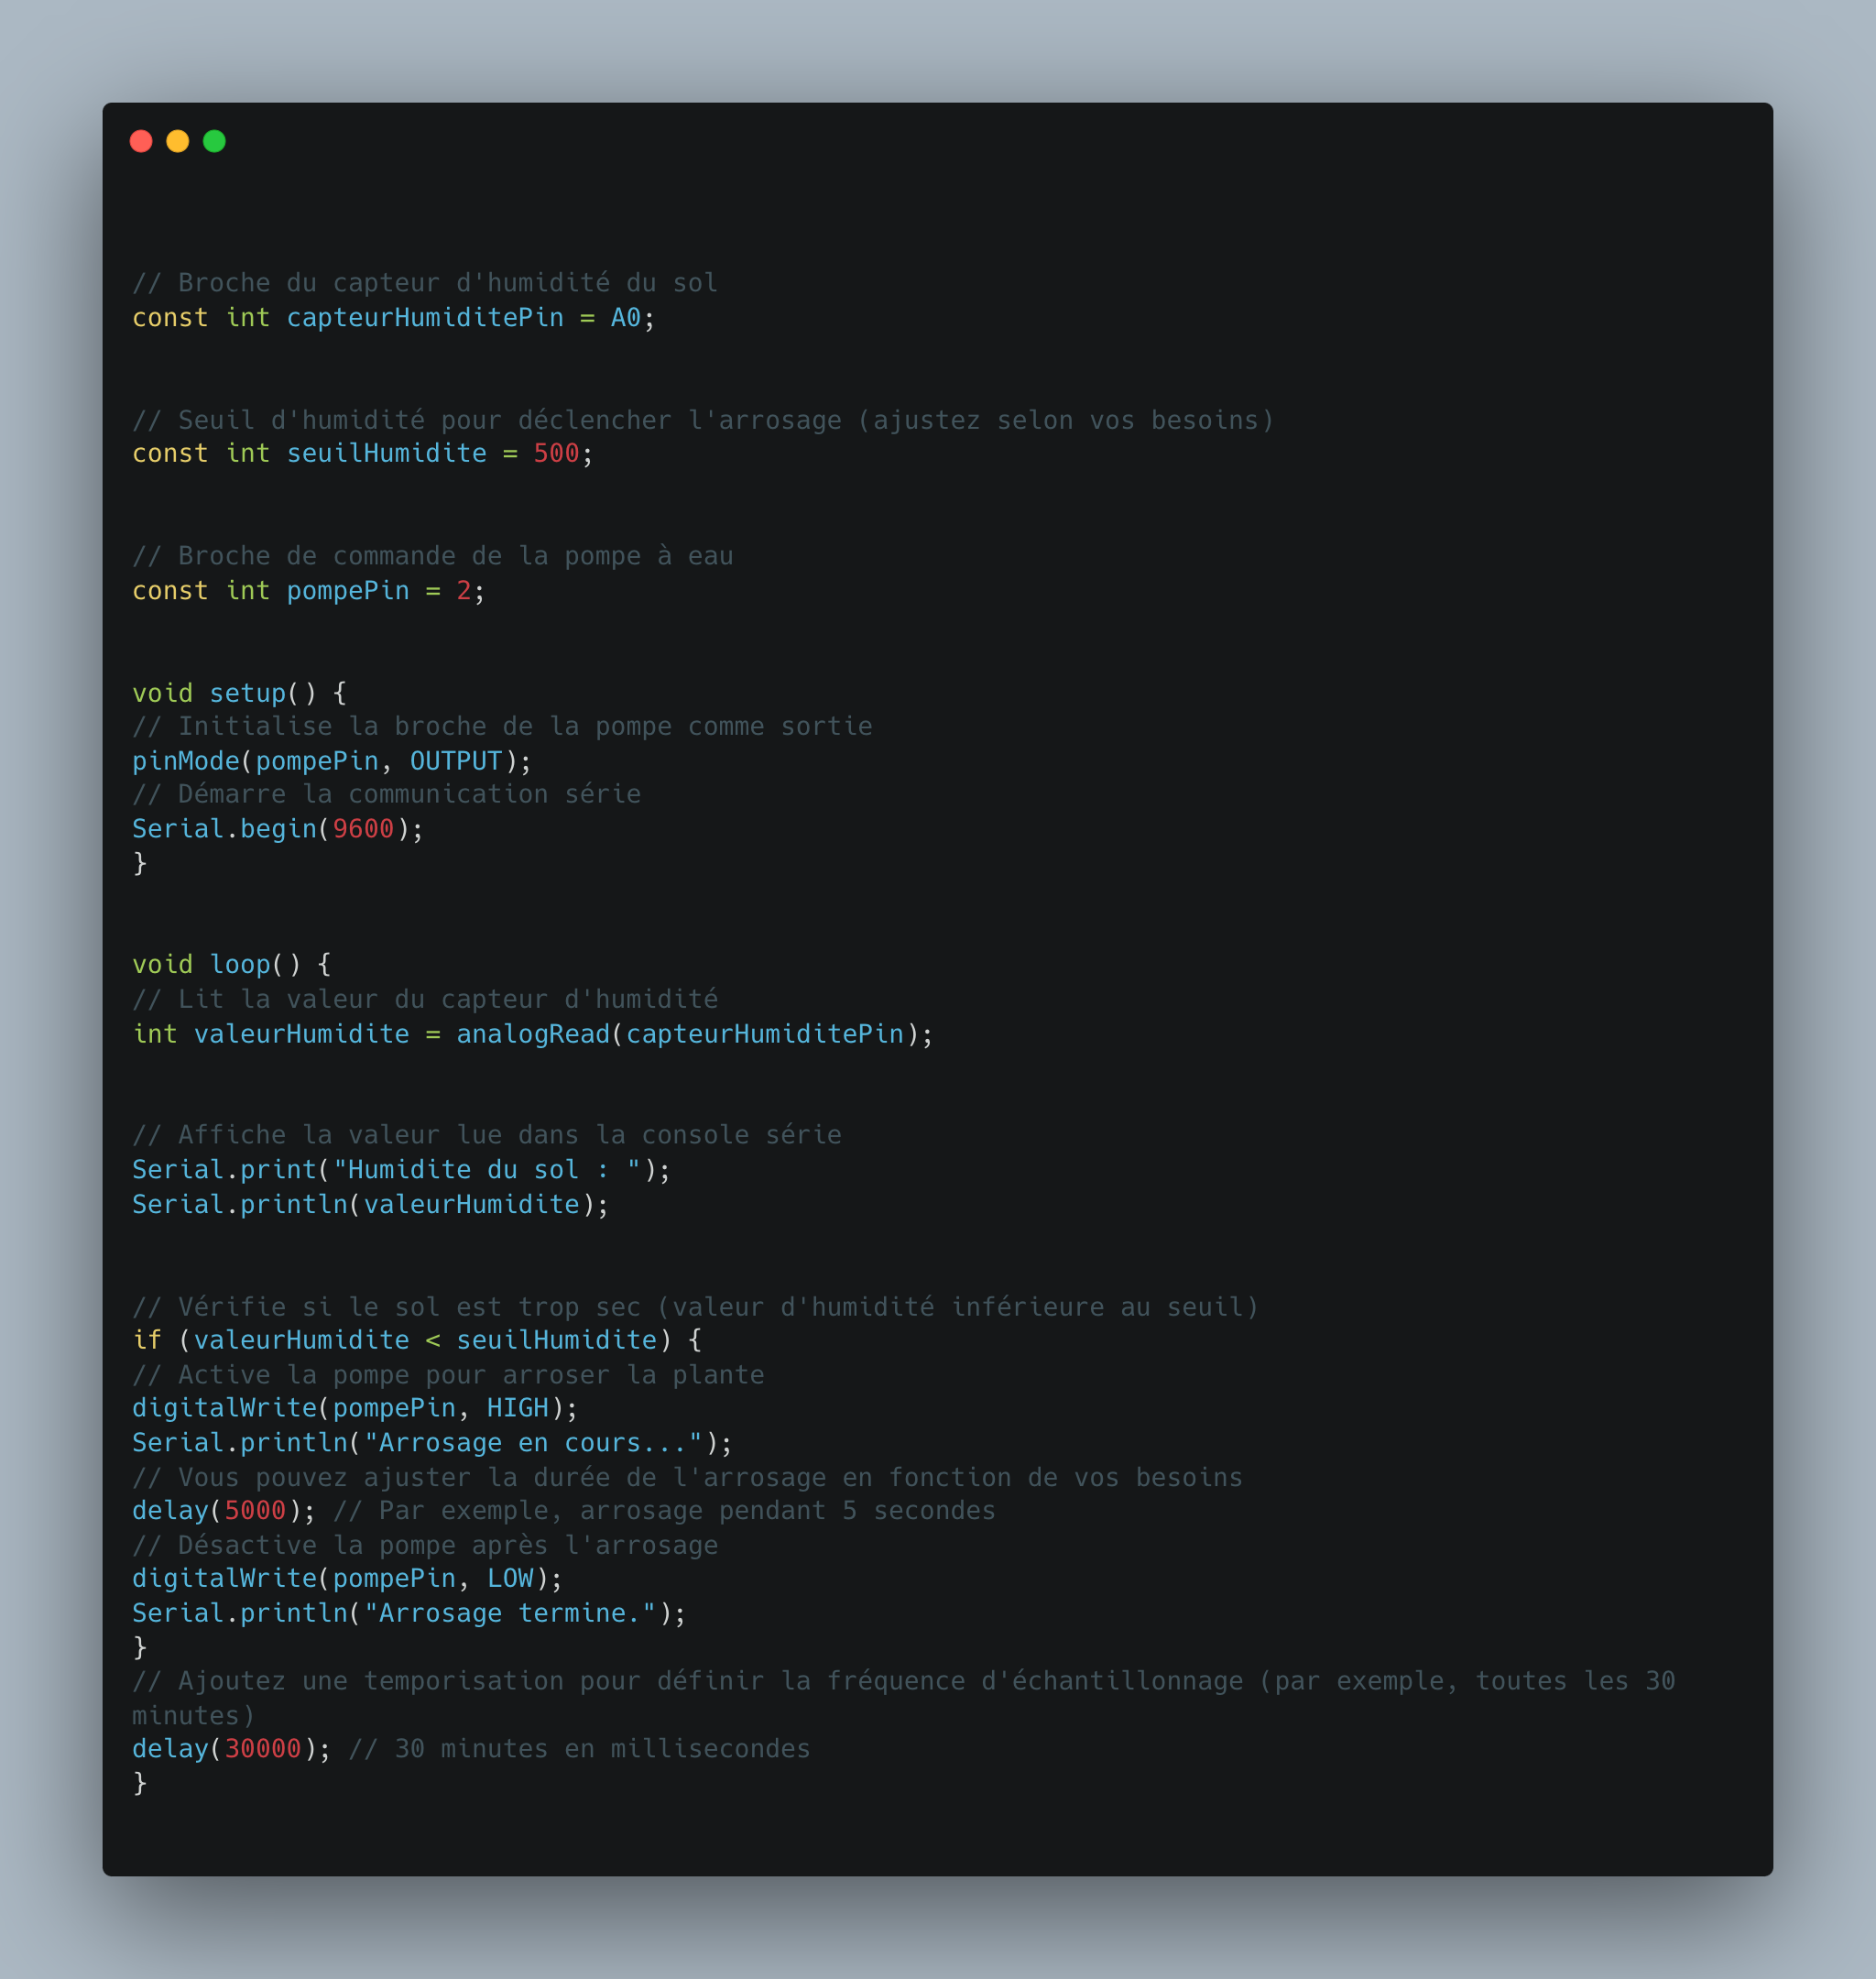 // Broche du capteur d'humidité du sol
const int capteurHumiditePin = A0;
// Seuil d'humidité pour déclencher l'arrosage (ajustez selon vos besoins)
const int seuilHumidite = 500;
// Broche de commande de la pompe à eau
const int pompePin = 2;
void setup() {
// Initialise la broche de la pompe comme sortie
pinMode(pompePin, OUTPUT);
// Démarre la communication série
Serial.begin(9600);
}
void loop() {
// Lit la valeur du capteur d'humidité
int valeurHumidite = analogRead(capteurHumiditePin);
// Affiche la valeur lue dans la console série
Serial.print("Humidite du sol : ");
Serial.println(valeurHumidite);
// Vérifie si le sol est trop sec (valeur d'humidité inférieure au seuil)
if (valeurHumidite < seuilHumidite) {
// Active la pompe pour arroser la plante
digitalWrite(pompePin, HIGH);
Serial.println("Arrosage en cours...");
// Vous pouvez ajuster la durée de l'arrosage en fonction de vos besoins
delay(5000); // Par exemple, arrosage pendant 5 secondes
// Désactive la pompe après l'arrosage
digitalWrite(pompePin, LOW);
Serial.println("Arrosage termine.");
}
// Ajoutez une temporisation pour définir la fréquence d'échantillonnage (par exemple, toutes les 30
minutes)
delay(30000); // 30 minutes en millisecondes
}